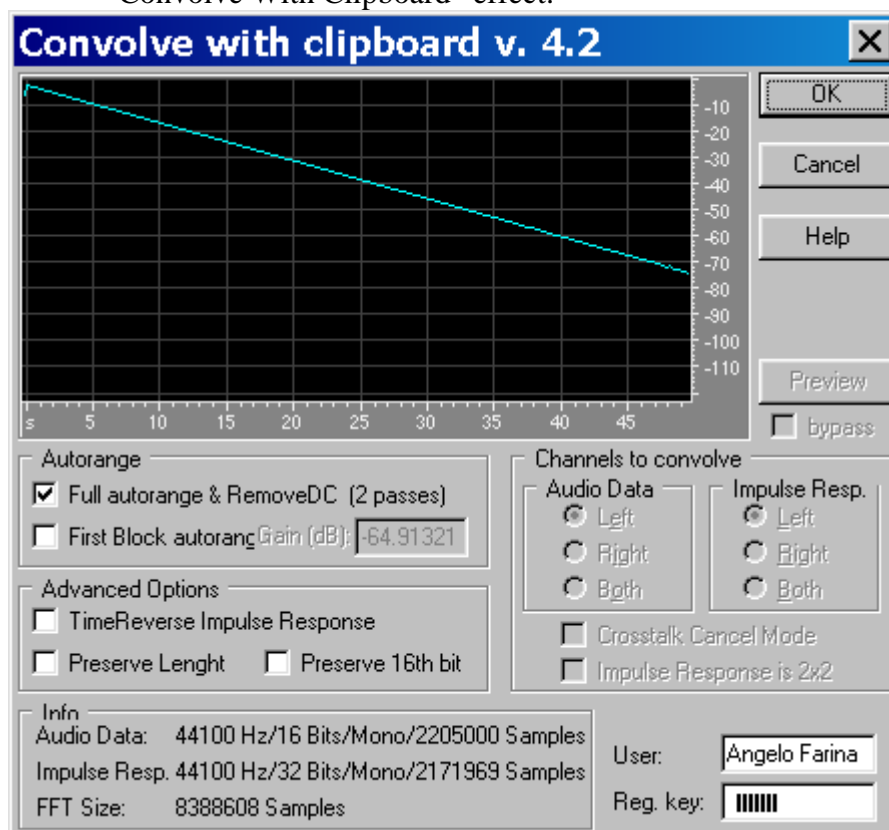 Convolve with Clipboard" effect.
Convolve with clipboard v. 4.2
-10
-20
-30
-40
-50
-60
-70
-80
-90
-100
-110
s 5 10 15 20 25 30 35 40 45
OK
Cancel
Help
Preview
bypass
Autorange
Full autorange & RemoveDC (2 passes)
First Block autorang Gain (dB): -64.91321
Advanced Options
TimeReverse Impulse Response
Preserve Lenght Preserve 16th bit
Channels to convolve
Audio Data Impulse Resp.
Left Left
Right Right
Both Both
Crosstalk Cancel Mode
Impulse Response is 2x2
Info
Audio Data: 44100 Hz/16 Bits/Mono/2205000 Samples
Impulse Resp. 44100 Hz/32 Bits/Mono/2171969 Samples
FFT Size: 8388608 Samples
User: Angelo Farina
Reg. key: